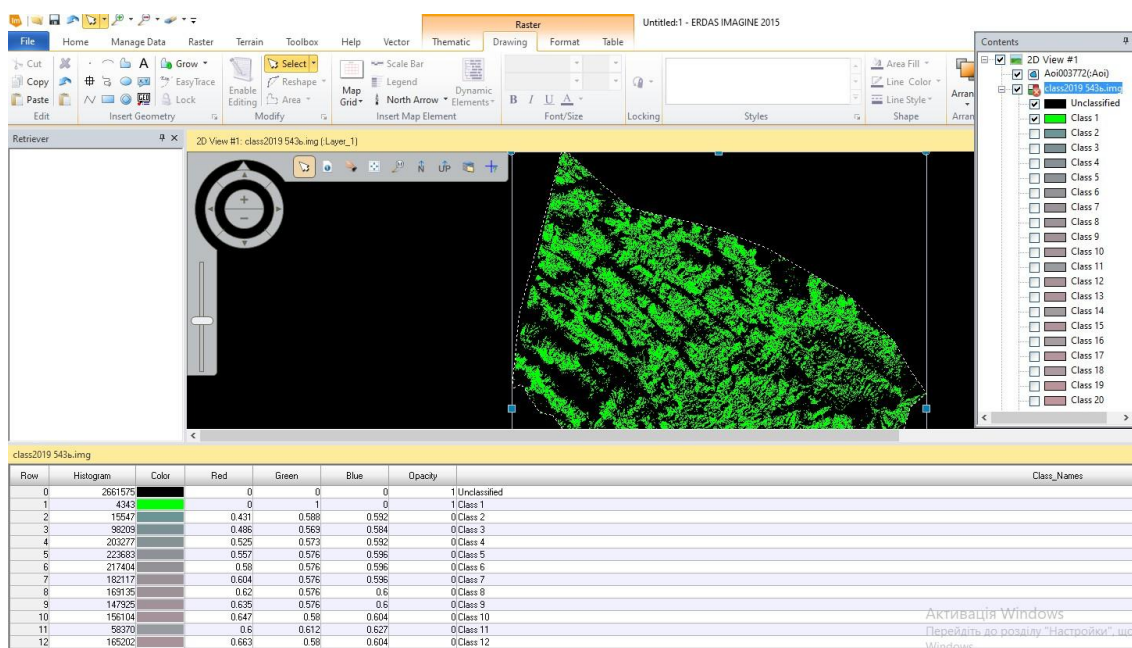 Raster
Untitled:1 - ERDAS IMAGINE 2015
File Home Manage Data Raster Terrain Toolbox Help Vector Thematic Drawing Format Table
Cut Grow Select Scale Bar Area Fill
Copy A EasyTrace Reshape Legend Line Color
Paste Lock Enable Editing Area Map Grid North Arrow Dynamic Elements B I U A Line Style Arran
Edit Insert Geometry Modify Insert Map Element Font/Size Locking Styles Shape Arran
Contents
2D View #1
Aoi003772(:Aoi)
class2019 543ь.img
Unclassified
Class 1
Class 2
Class 3
Class 4
Class 5
Class 6
Class 7
Class 8
Class 9
Class 10
Class 11
Class 12
Class 13
Class 14
Class 15
Class 16
Class 17
Class 18
Class 19
Class 20
Retriever
2D View #1: class2019 543ь.img (:Layer_1)
N UP
class2019 543ь.img
Row Histogram Color Red Green Blue Opacity Class_Names
0 2661575 0 0 0 1 Unclassified
1 4343 0 1 0 1 Class 1
2 15547 0.431 0.588 0.592 0 Class 2
3 98209 0.486 0.569 0.584 0 Class 3
4 203277 0.525 0.573 0.592 0 Class 4
5 223683 0.557 0.576 0.596 0 Class 5
6 217404 0.58 0.576 0.596 0 Class 6
7 182117 0.604 0.576 0.596 0 Class 7
8 169135 0.62 0.576 0.6 0 Class 8
9 147925 0.635 0.576 0.6 0 Class 9
10 156104 0.647 0.58 0.604 0 Class 10
11 58370 0.6 0.612 0.627 0 Class 11
12 165202 0.663 0.58 0.604 0 Class 12
Активація Windows
Перейдіть до розділу "Настройки", що
Windows